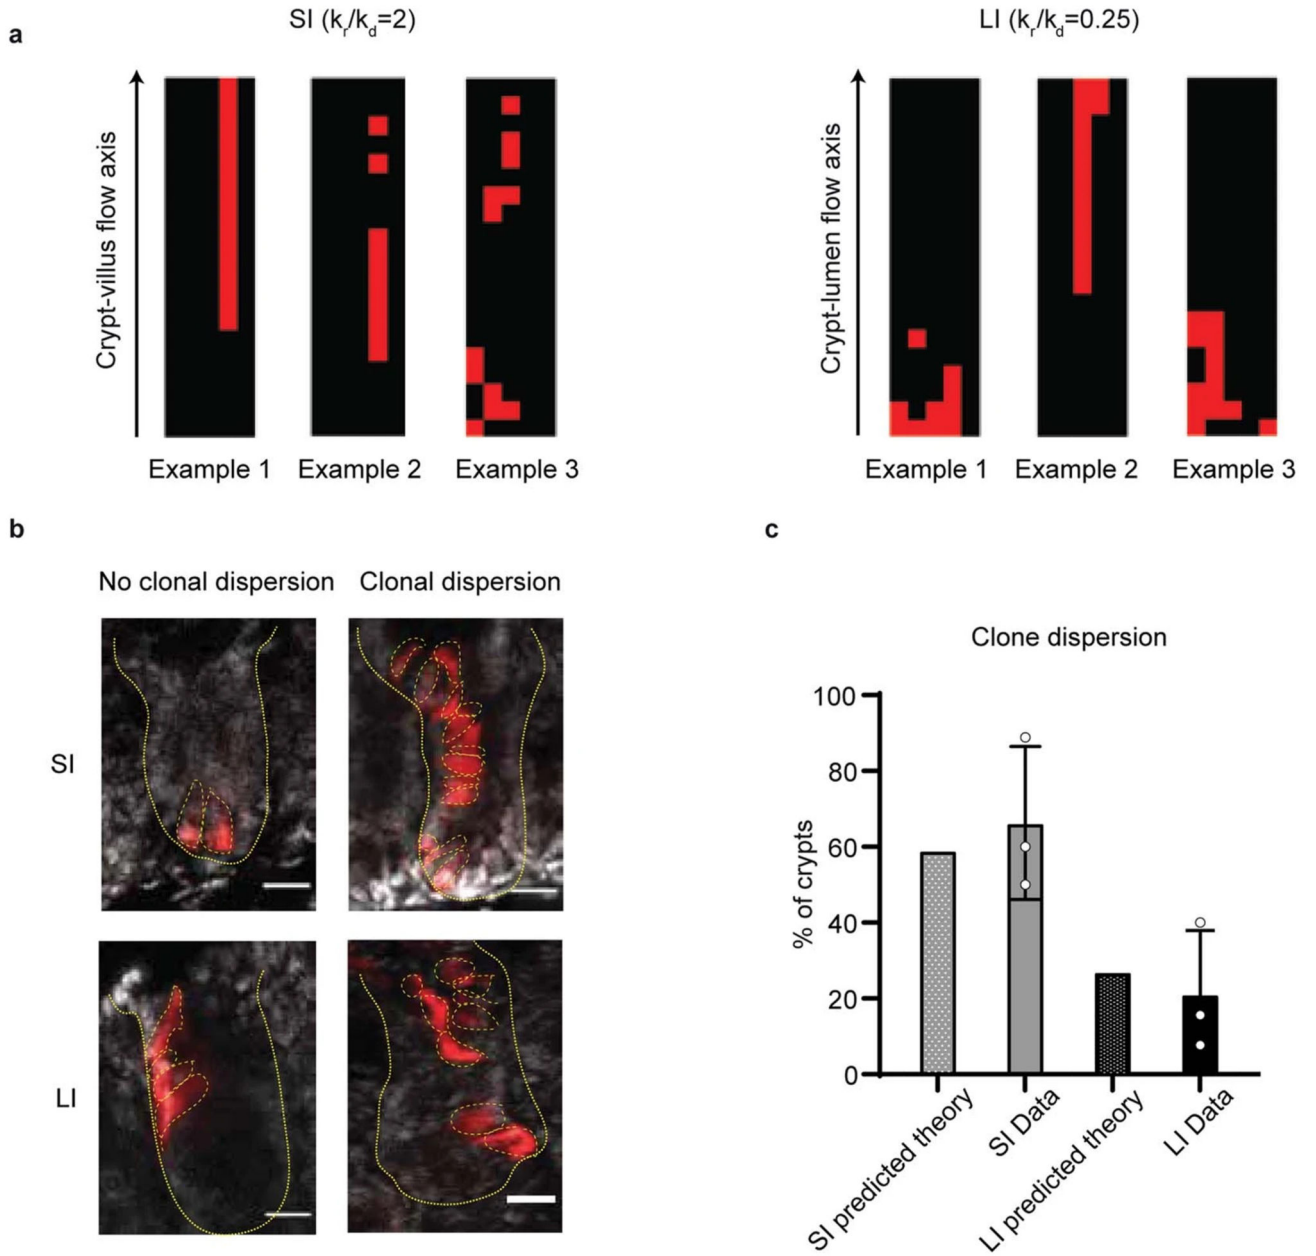 a
SI (kr/kd=2)
LI (kr/kd=0.25)
Crypt-villus flow axis
Example 1
Example 2
Example 3
Crypt-lumen flow axis
Example 1
Example 2
Example 3
b
No clonal dispersion
Clonal dispersion
SI
LI
c
Clone dispersion
% of crypts
100
80
60
40
20
0
SI predicted theory
SI Data
LI predicted theory
LI Data